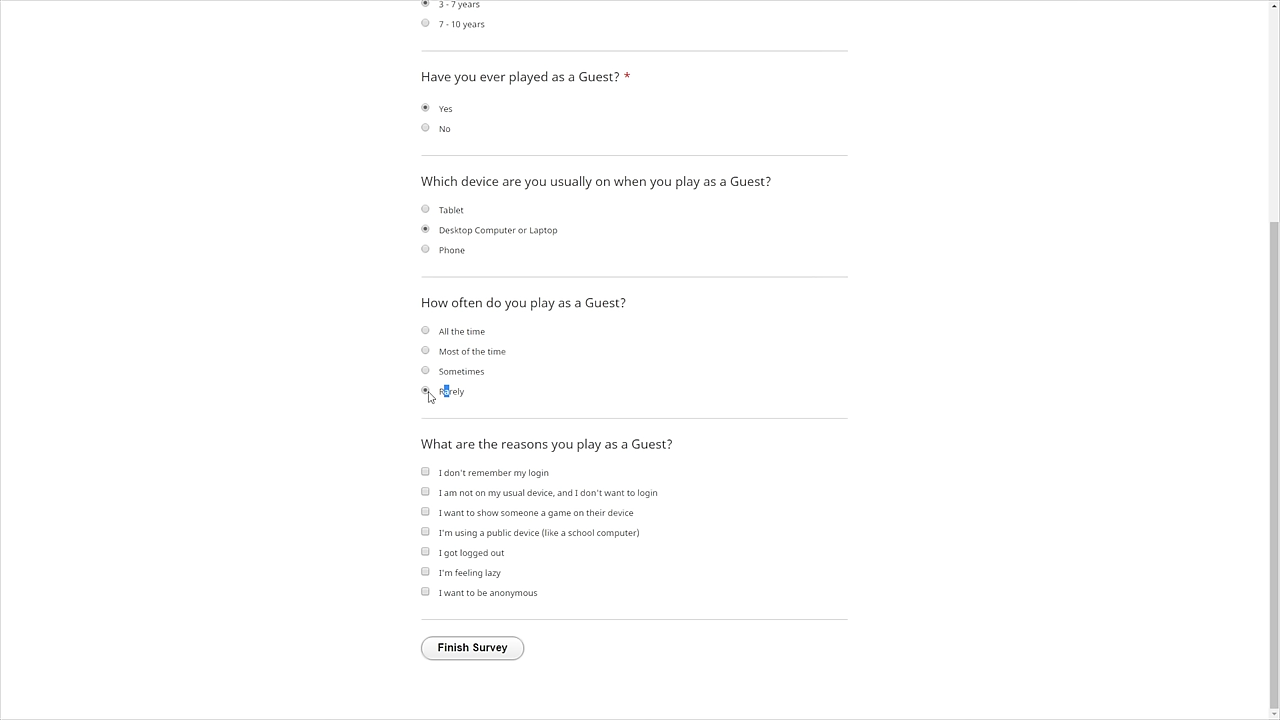 3 - 7 years
7 - 10 years
Have you ever played as a Guest? *
Yes
No
Which device are you usually on when you play as a Guest?
Tablet
Desktop Computer or Laptop
Phone
How often do you play as a Guest?
All the time
Most of the time
Sometimes
Rarely
What are the reasons you play as a Guest?
I don't remember my login
I am not on my usual device, and I don't want to login
I want to show someone a game on their device
I'm using a public device (like a school computer)
I got logged out
I'm feeling lazy
I want to be anonymous
Finish Survey